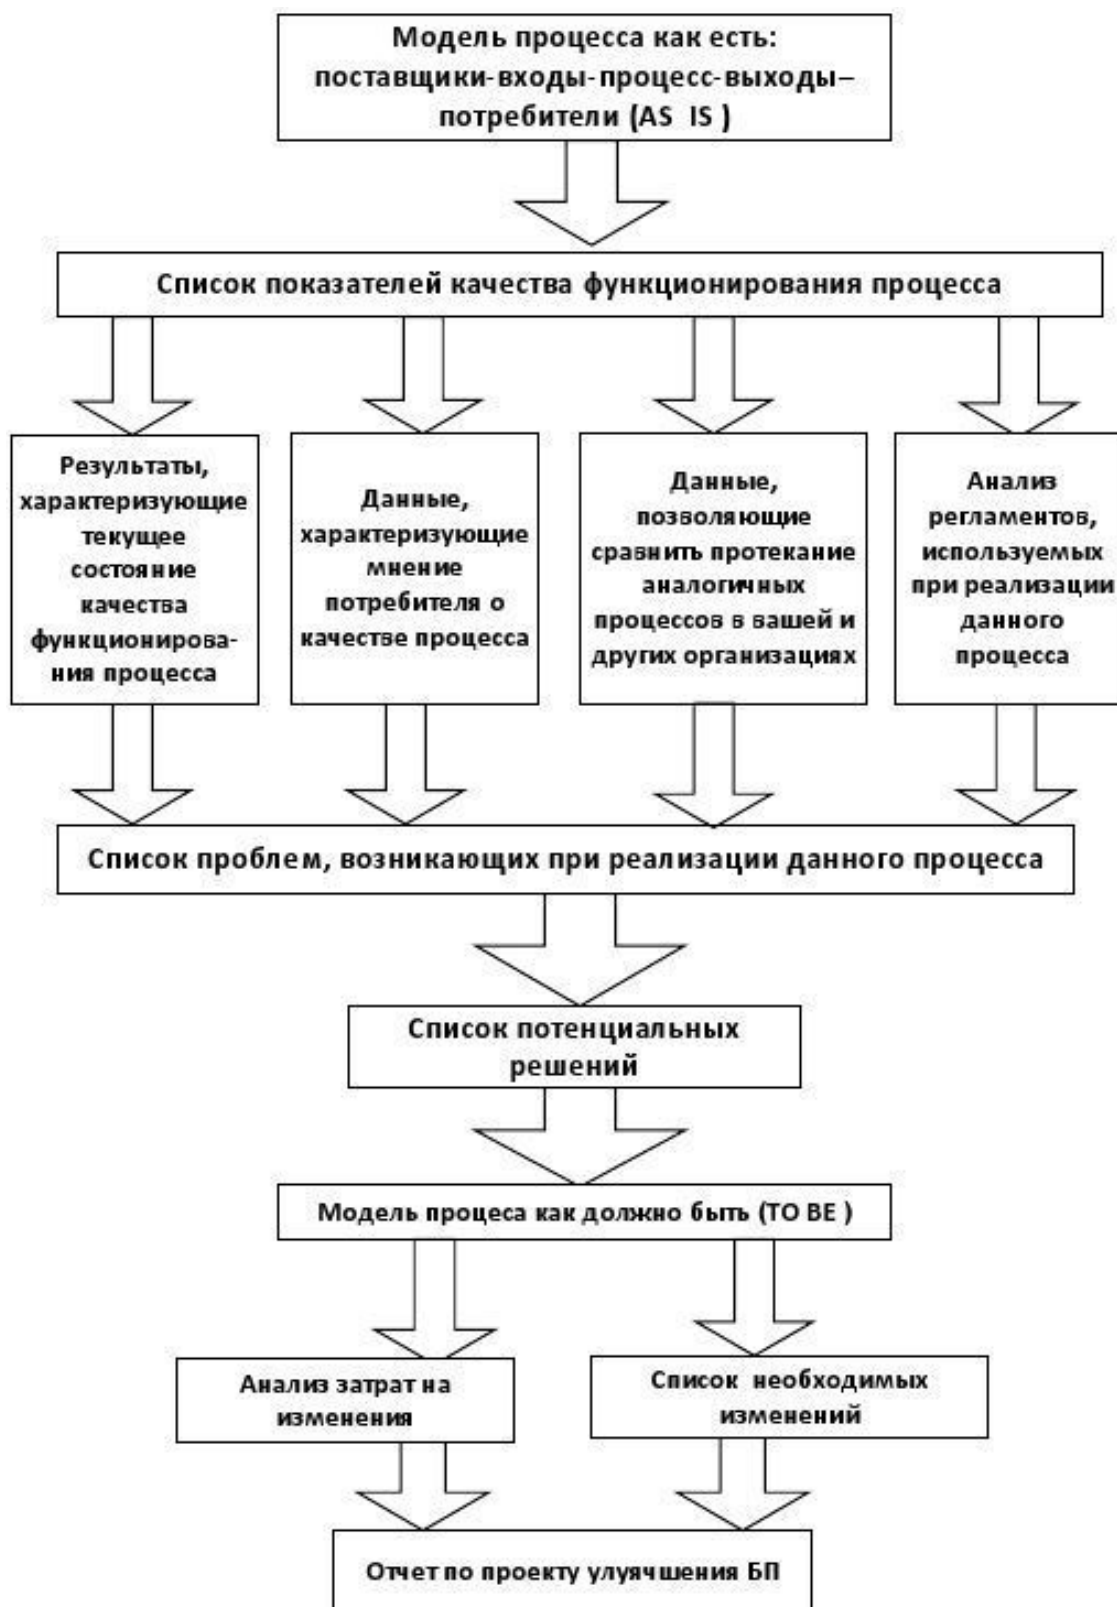 Модель процесса как есть:
поставщики-входы-процесс-выходы–
потребители (AS IS )
Список показателей качества функционирования процесса
Результаты,
характеризующие
текущее
состояние
качества
функционирова-
ния процесса
Данные,
характеризующие
мнение
потребителя о
качестве процесса
Данные,
позволяющие
сравнить протекание
аналогичных
процессов в вашей и
других организациях
Анализ
регламентов,
используемых
при реализации
данного
процесса
Список проблем, возникающих при реализации данного процесса
Список потенциальных
решений
Модель процеса как должно быть (TO BE )
Анализ затрат на
изменения
Список необходимых
изменений
Отчет по проекту улуячшения БП